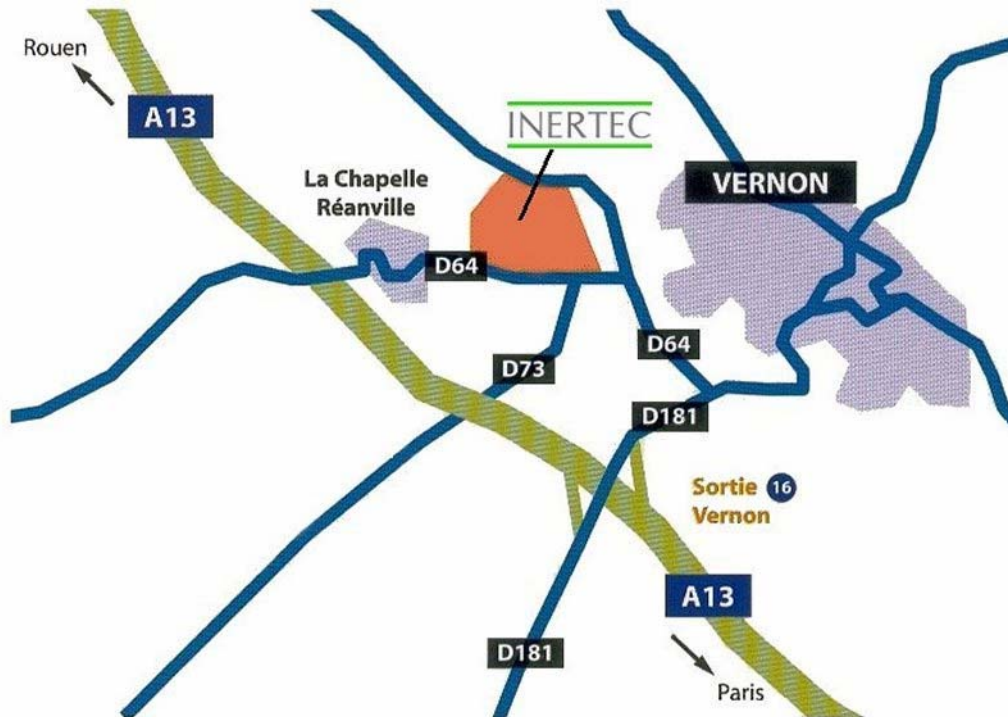 Rouen
A13
INERTEC
La Chapelle
Réanville
VERNON
D64
D64
D73
D181
Sortie 16
Vernon
A13
D181
Paris